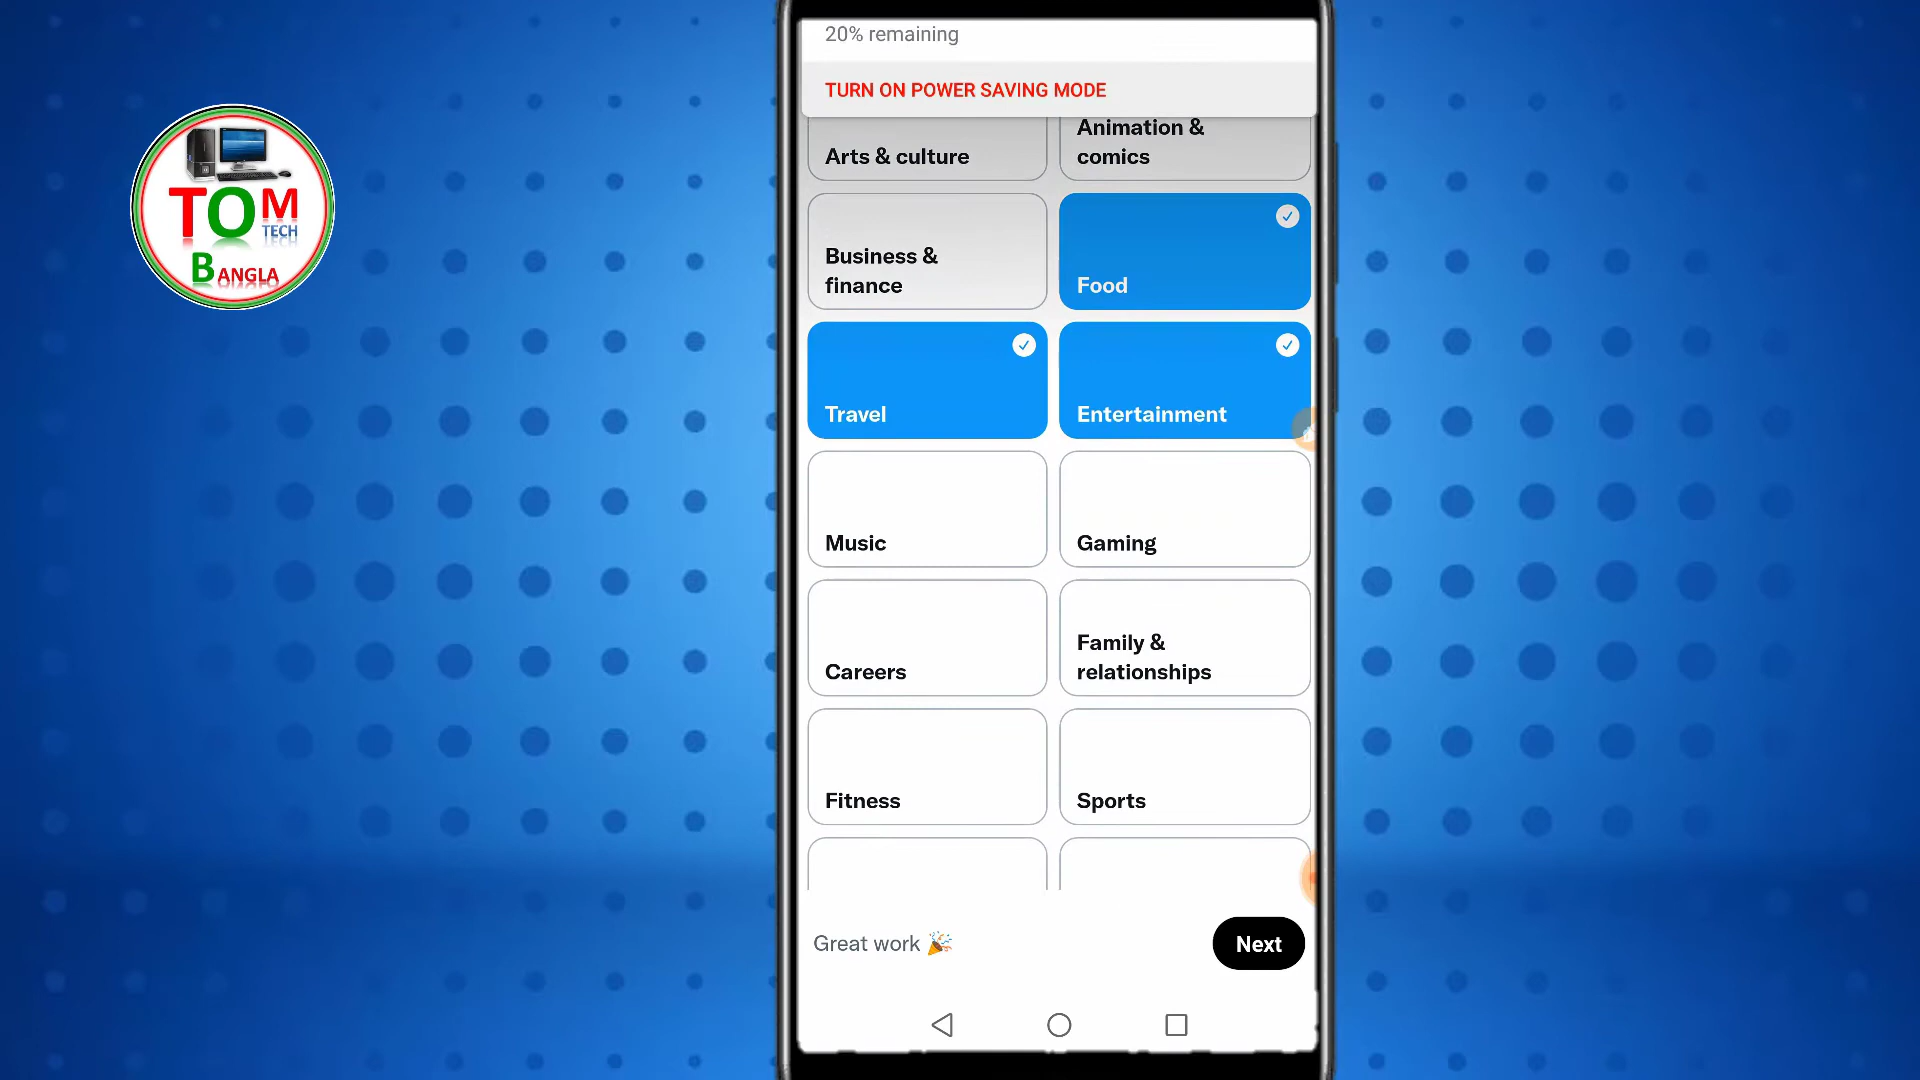 TOM
TECH
BANGLA
20% remaining
TURN ON POWER SAVING MODE
Arts & culture
Animation &
comics
Business &
finance
Food
Travel
Entertainment
Music
Gaming
Careers
Family &
relationships
Fitness
Sports
Great work 🎉
Next